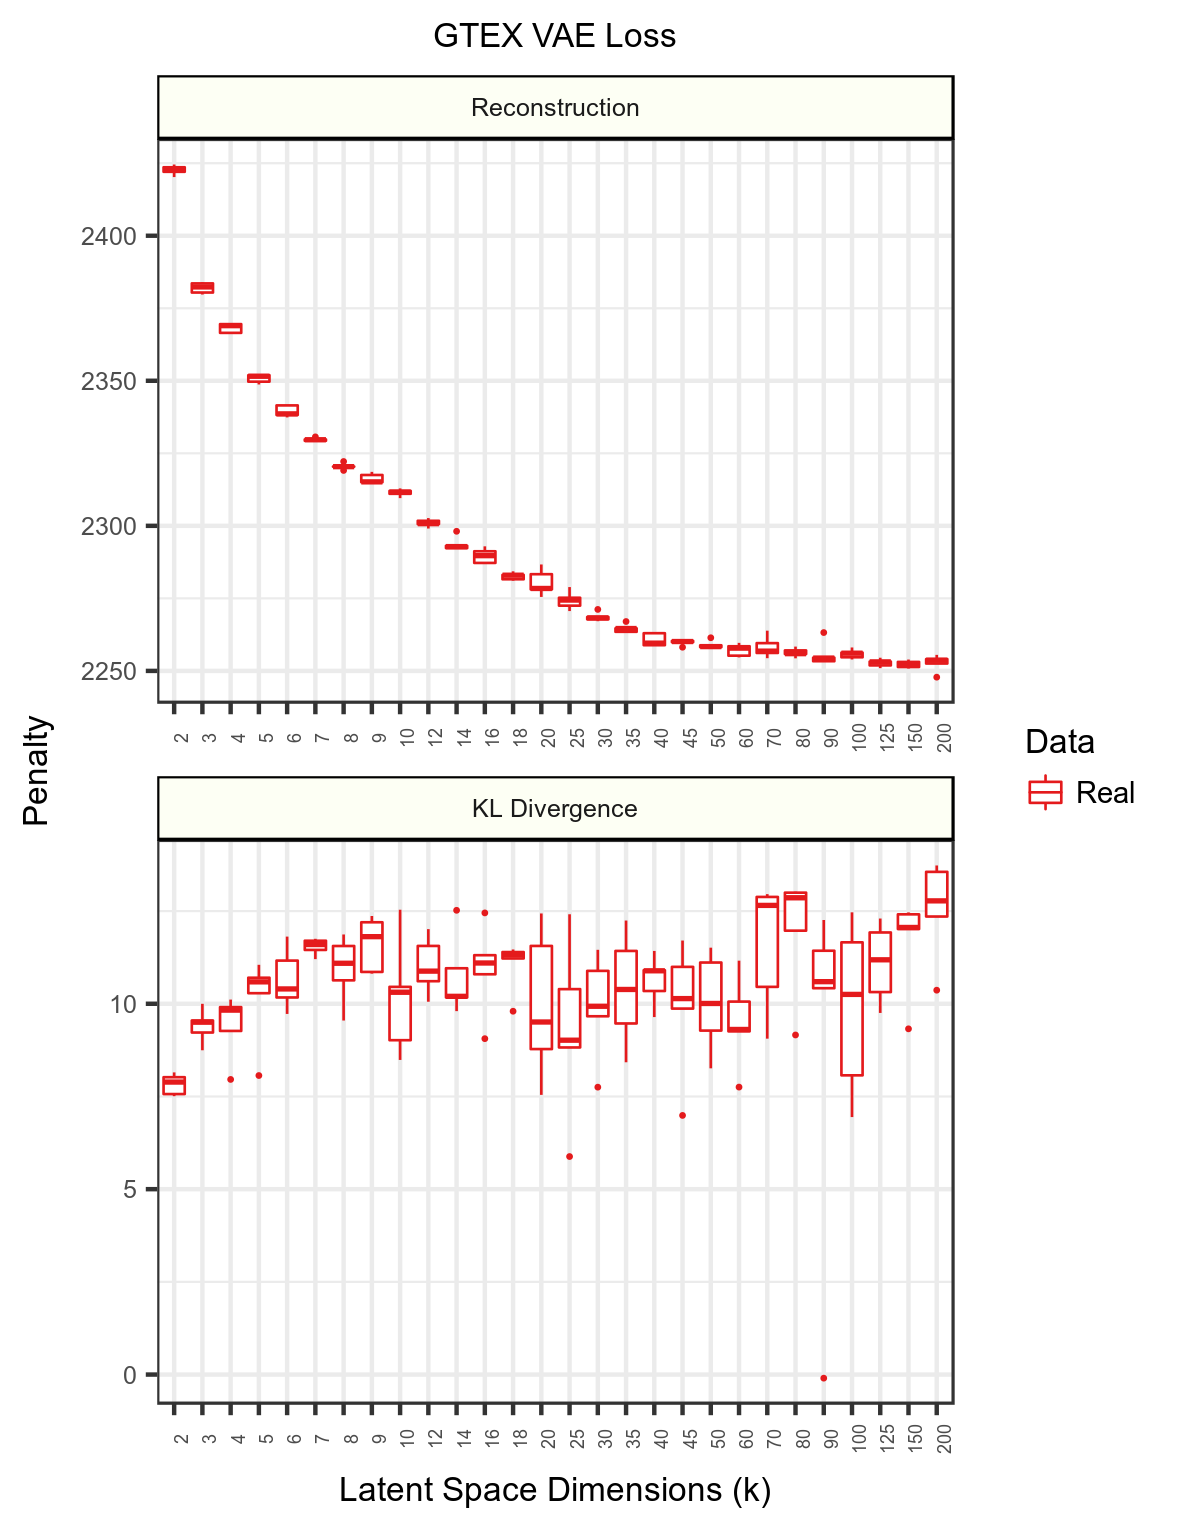 GTEX VAE Loss
Reconstruction
2400
2350
2300
2250
2 3 4 5 6 7 8 9 10 12 14 16 18 20 25 30 35 40 45 50 60 70 80 90 100 125 150 200
Penalty
KL Divergence
10
5
0
2 3 4 5 6 7 8 9 10 12 14 16 18 20 25 30 35 40 45 50 60 70 80 90 100 125 150 200
Latent Space Dimensions (k)
Data
Real